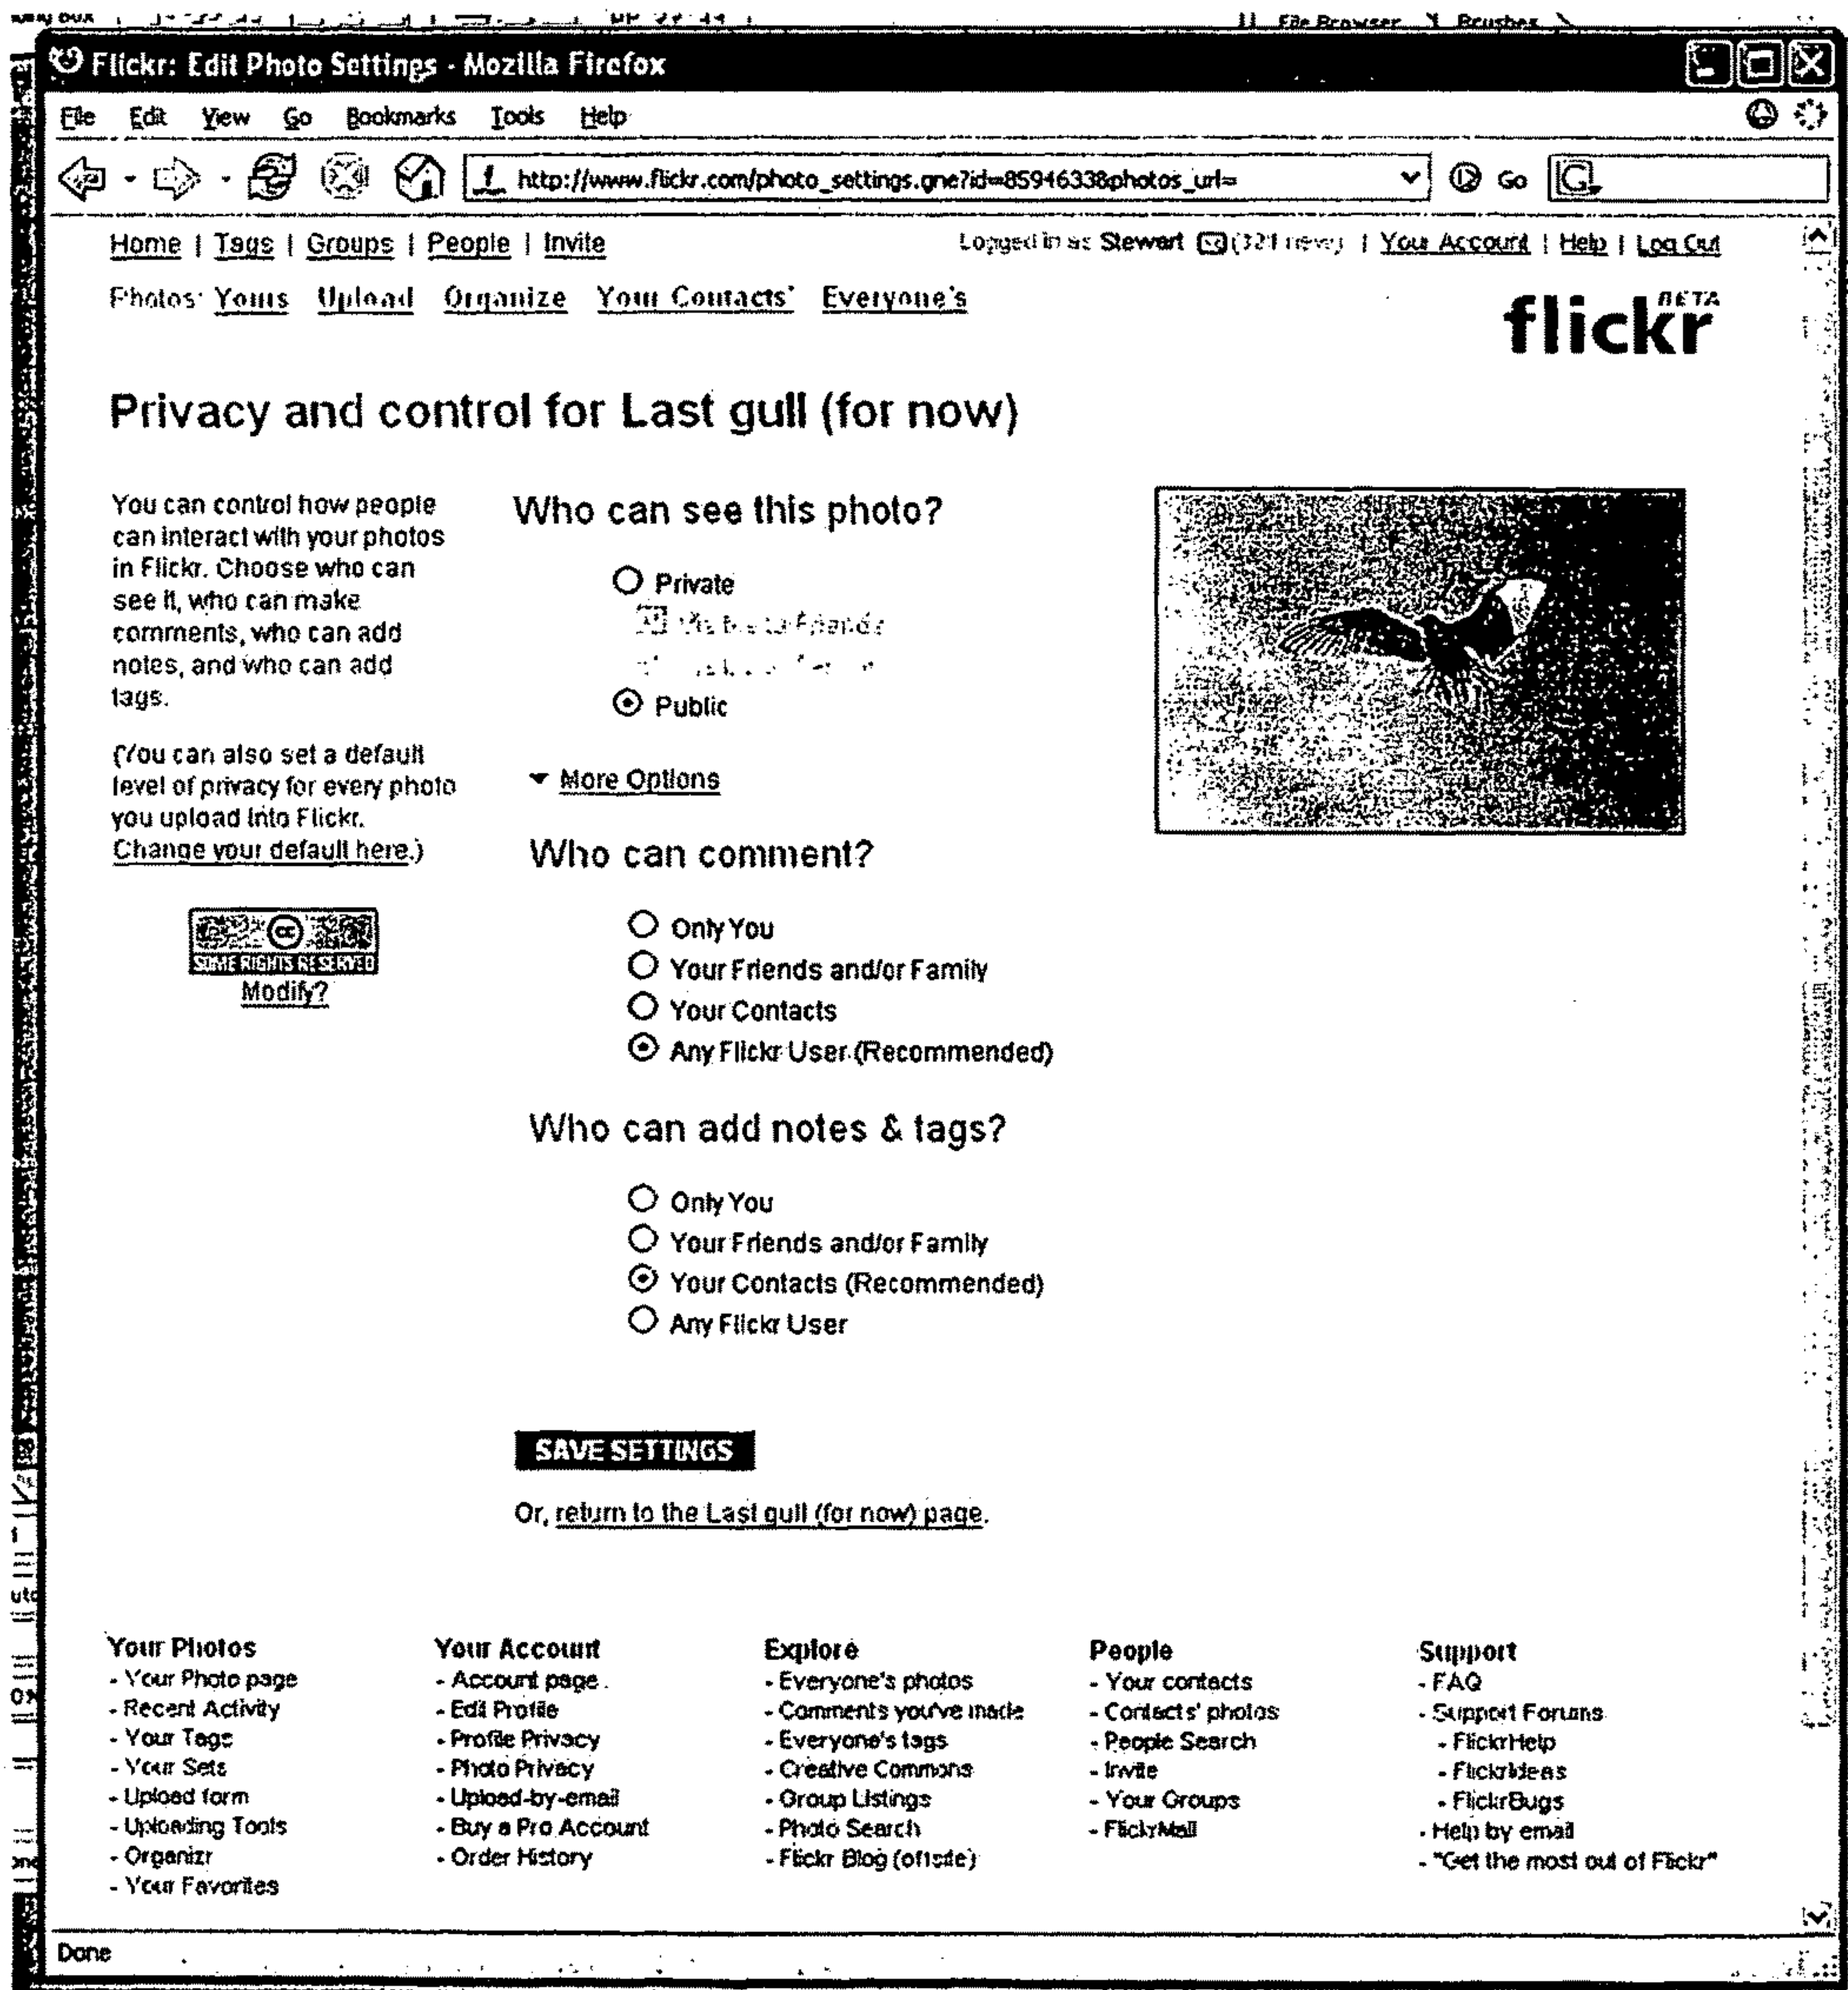 File Browser Brushes
Flickr: Edit Photo Settings - Mozilla Firefox
File Edit View Go Bookmarks Tools Help
http://www.flickr.com/photo_settings.gne?id=8594633&photos_url= Go
Home | Tags | Groups | People | Invite
Logged in as Stewart (321 new) | Your Account | Help | Log Out
Photos: Yours Upload Organize Your Contacts' Everyone's
flickr BETA
Privacy and control for Last gull (for now)
You can control how people
can interact with your photos
in Flickr. Choose who can
see it, who can make
comments, who can add
notes, and who can add
tags.
(You can also set a default
level of privacy for every photo
you upload into Flickr.
Change your default here.)
cc
SOME RIGHTS RESERVED
Modify?
Who can see this photo?
Private
Visible to Friends
Public
More Options
Who can comment?
Only You
Your Friends and/or Family
Your Contacts
Any Flickr User (Recommended)
Who can add notes & tags?
Only You
Your Friends and/or Family
Your Contacts (Recommended)
Any Flickr User
SAVE SETTINGS
Or, return to the Last gull (for now) page.
Your Photos
- Your Photo page
- Recent Activity
- Your Tags
- Your Sets
- Upload form
- Uploading Tools
- Organizr
- Your Favorites
Your Account
- Account page
- Edit Profile
- Profile Privacy
- Photo Privacy
- Upload-by-email
- Buy a Pro Account
- Order History
Explore
- Everyone's photos
- Comments you've made
- Everyone's tags
- Creative Commons
- Group Listings
- Photo Search
- Flickr Blog (offsite)
People
- Your contacts
- Contacts' photos
- People Search
- Invite
- Your Groups
- FlickrMail
Support
- FAQ
- Support Forums
- FlickrHelp
- FlickrIdeas
- FlickrBugs
- Help by email
- "Get the most out of Flickr"
Done